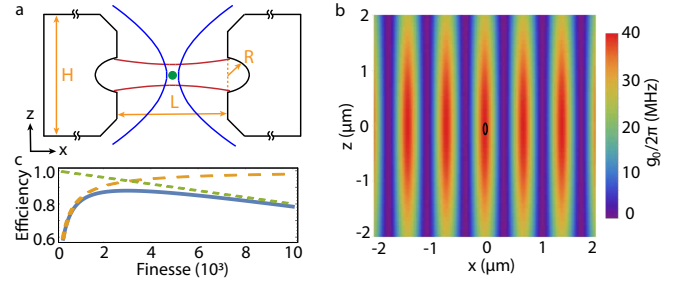 a
H
R
L
z
x
c
Efficiency
1.0
0.8
0.6
0 2 4 6 8 10
Finesse (10³)
b
z (μm)
2
1
0
-1
-2
-2 -1 0 1 2
x (μm)
40
30
20
10
0
g₀/2π (MHz)